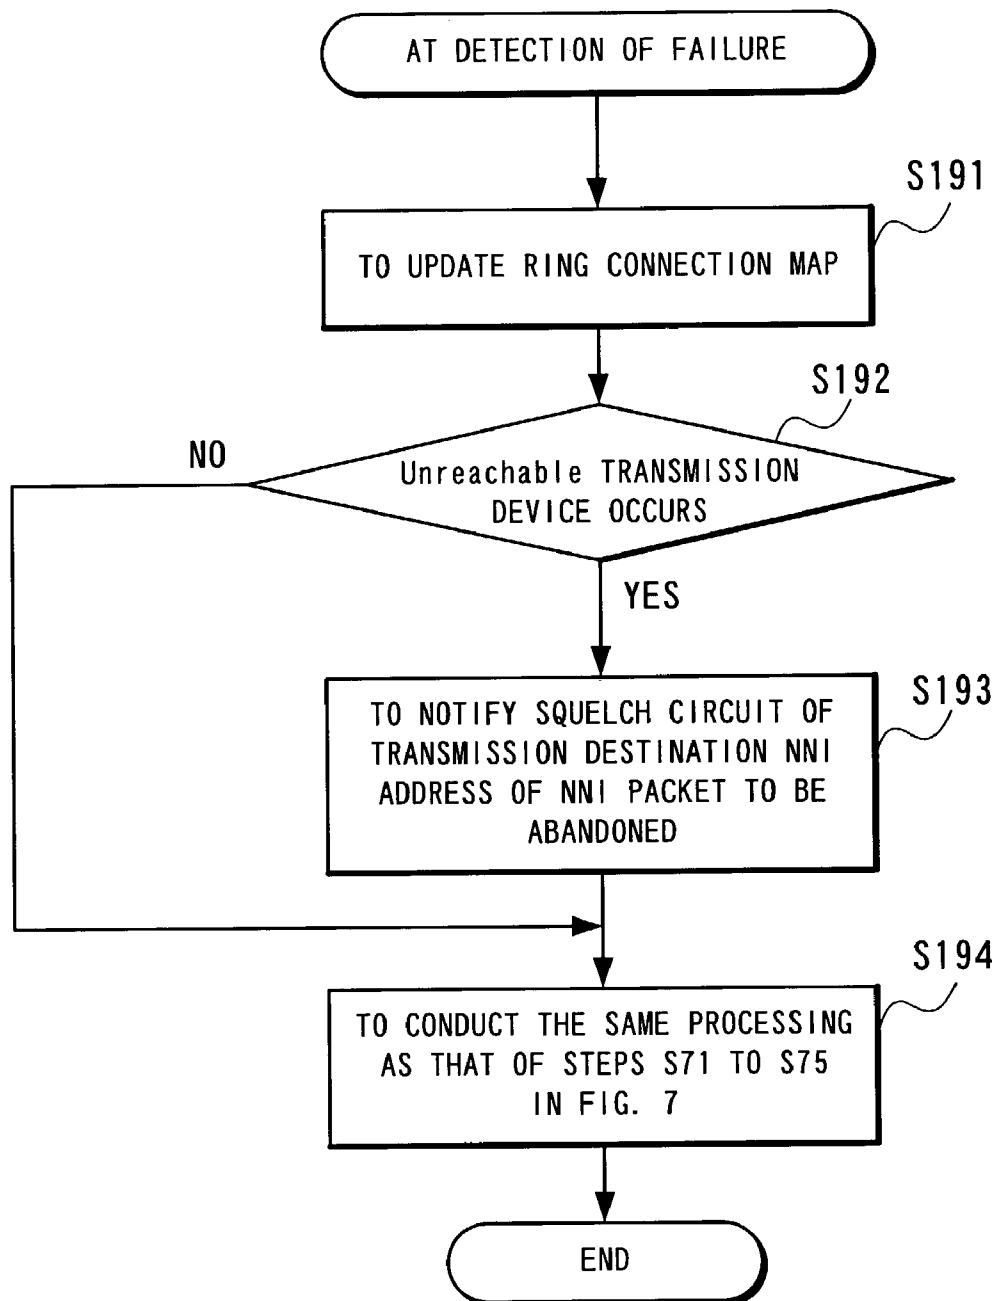 AT DETECTION OF FAILURE
S191
TO UPDATE RING CONNECTION MAP
S192
NO
Unreachable TRANSMISSION
DEVICE OCCURS
YES
S193
TO NOTIFY SQUELCH CIRCUIT OF
TRANSMISSION DESTINATION NNI
ADDRESS OF NNI PACKET TO BE
ABANDONED
S194
TO CONDUCT THE SAME PROCESSING
AS THAT OF STEPS S71 TO S75
IN FIG. 7
END